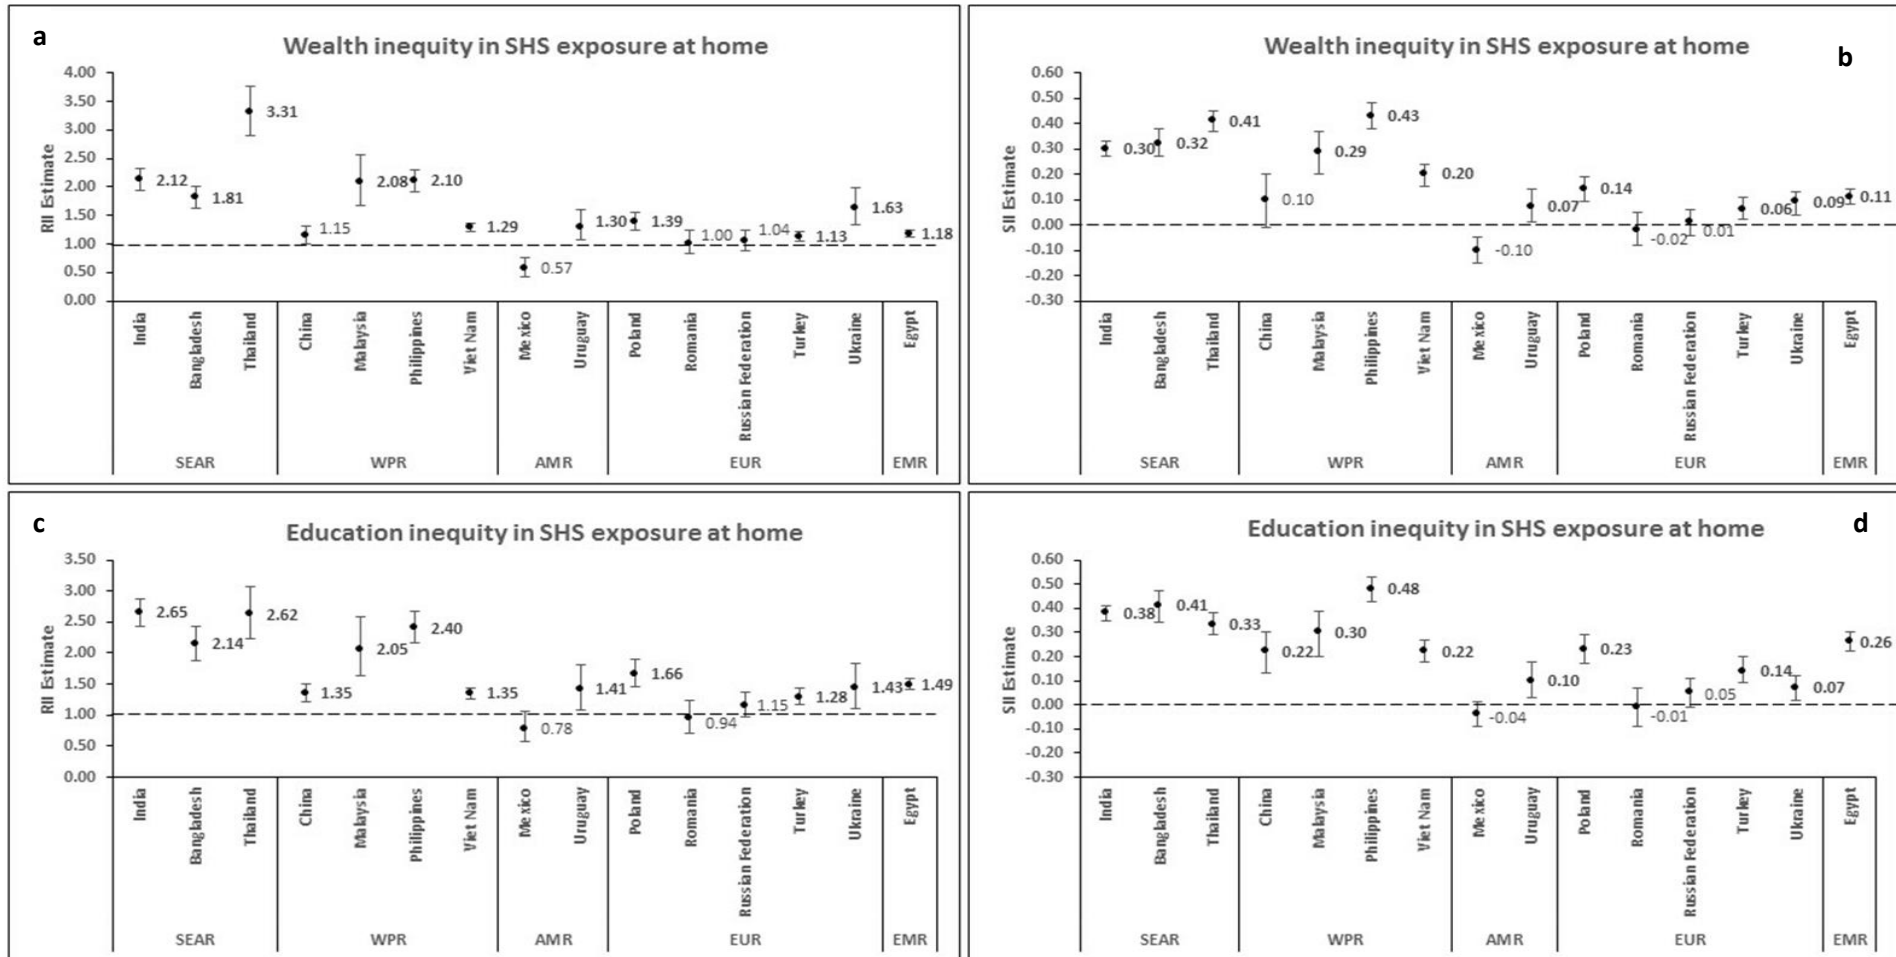 a
Wealth inequity in SHS exposure at home
RII Estimate
4.00
3.50
3.00
2.50
2.00
1.50
1.00
0.50
0.00
2.12
1.81
3.31
1.15
2.08
2.10
1.29
0.57
1.30
1.39
1.00
1.04
1.13
1.63
1.18
India
Bangladesh
Thailand
China
Malaysia
Philippines
Viet Nam
Mexico
Uruguay
Poland
Romania
Russian Federation
Turkey
Ukraine
Egypt
SEAR WPR AMR EUR EMR
b
Wealth inequity in SHS exposure at home
SII Estimate
0.60
0.50
0.40
0.30
0.20
0.10
0.00
-0.10
-0.20
-0.30
0.30
0.32
0.41
0.10
0.29
0.43
0.20
-0.10
0.07
0.14
-0.02
0.01
0.06
0.09
0.11
India
Bangladesh
Thailand
China
Malaysia
Philippines
Viet Nam
Mexico
Uruguay
Poland
Romania
Russian Federation
Turkey
Ukraine
Egypt
SEAR WPR AMR EUR EMR
c
Education inequity in SHS exposure at home
RII Estimate
3.50
3.00
2.50
2.00
1.50
1.00
0.50
0.00
2.65
2.14
2.62
1.35
2.05
2.40
1.35
0.78
1.41
1.66
0.94
1.15
1.28
1.43
1.49
India
Bangladesh
Thailand
China
Malaysia
Philippines
Viet Nam
Mexico
Uruguay
Poland
Romania
Russian Federation
Turkey
Ukraine
Egypt
SEAR WPR AMR EUR EMR
d
Education inequity in SHS exposure at home
SII Estimate
0.60
0.50
0.40
0.30
0.20
0.10
0.00
-0.10
-0.20
-0.30
0.38
0.41
0.33
0.22
0.30
0.48
0.22
-0.04
0.10
0.23
-0.01
0.05
0.14
0.07
0.26
India
Bangladesh
Thailand
China
Malaysia
Philippines
Viet Nam
Mexico
Uruguay
Poland
Romania
Russian Federation
Turkey
Ukraine
Egypt
SEAR WPR AMR EUR EMR